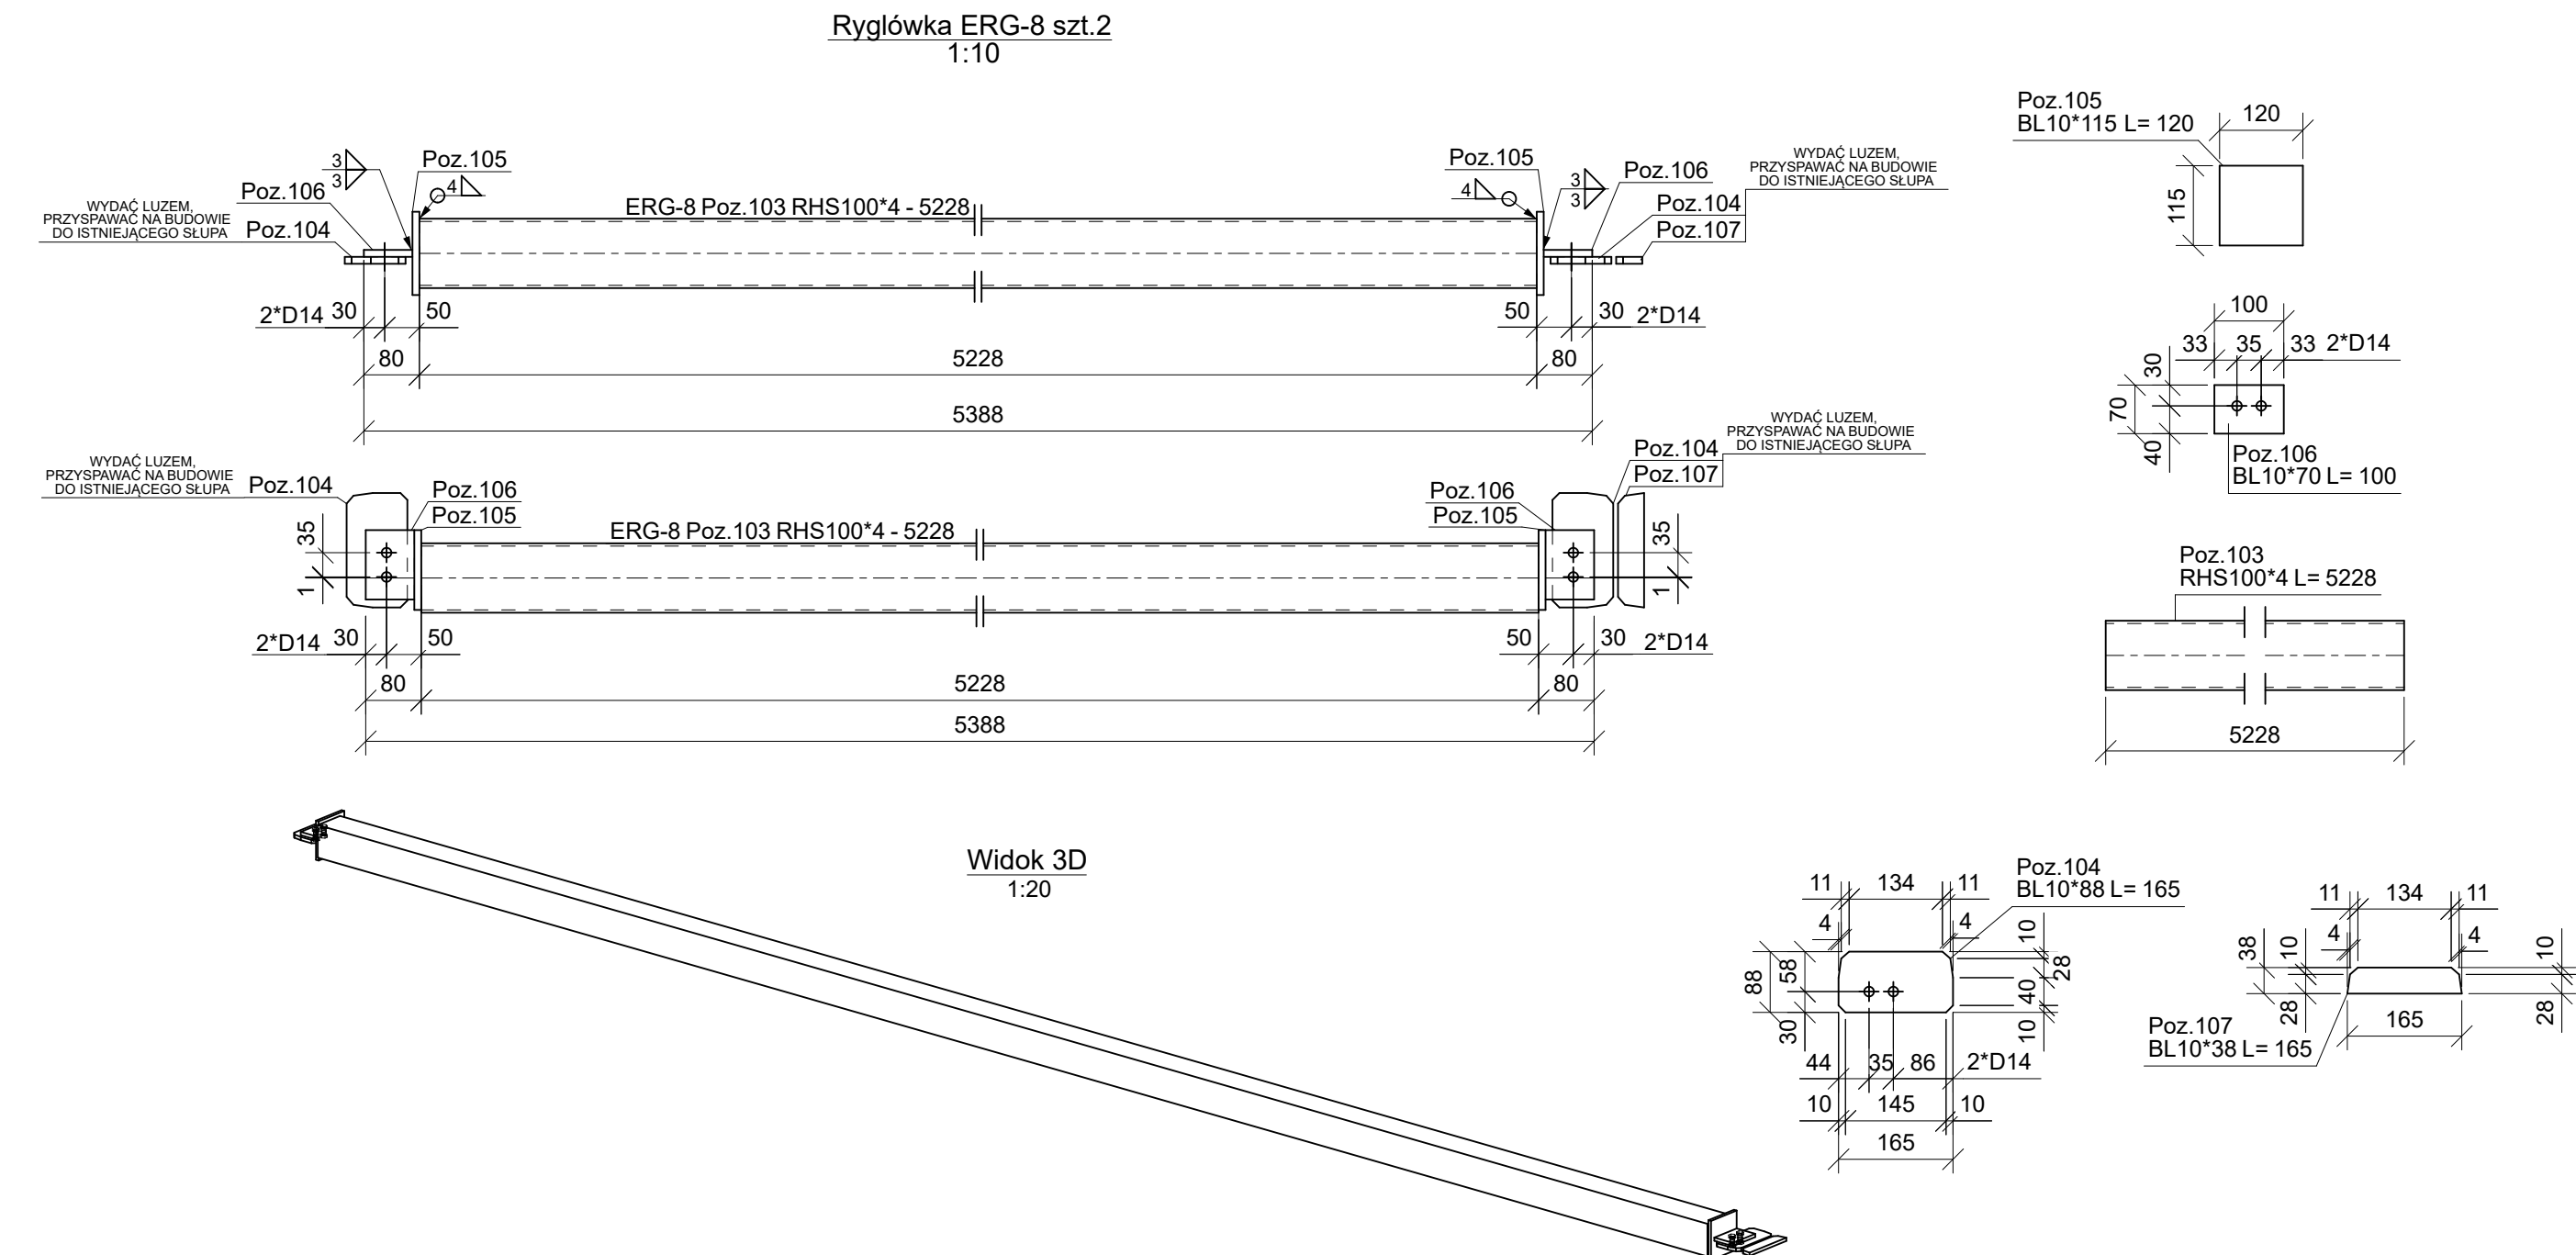 Ryglówka ERG-8 szt.2
1:10
WYDAĆ LUZEM,
PRZYSPAWAĆ NA BUDOWIE
DO ISTNIEJĄCEGO SŁUPA
Poz.106
Poz.104
3
3
Poz.105
4
ERG-8 Poz.103 RHS100*4 - 5228
Poz.105
4
3
3
Poz.106
Poz.104
Poz.107
WYDAĆ LUZEM,
PRZYSPAWAĆ NA BUDOWIE
DO ISTNIEJĄCEGO SŁUPA
2*D14 30 50
50 30 2*D14
80 5228 80
5388
WYDAĆ LUZEM,
PRZYSPAWAĆ NA BUDOWIE
DO ISTNIEJĄCEGO SŁUPA
Poz.104
Poz.106
Poz.105
ERG-8 Poz.103 RHS100*4 - 5228
Poz.106
Poz.105
Poz.104
Poz.107
WYDAĆ LUZEM,
PRZYSPAWAĆ NA BUDOWIE
DO ISTNIEJĄCEGO SŁUPA
35
1
35
1
2*D14 30 50
50 30 2*D14
80 5228 80
5388
Widok 3D
1:20
Poz.105
BL10*115 L= 120
120
115
100
33 35 33 2*D14
30
70
40
Poz.106
BL10*70 L= 100
Poz.103
RHS100*4 L= 5228
5228
Poz.104
BL10*88 L= 165
11 134 11
4 4
88
58
30
10
28
40
10
44 35 86 2*D14
10 145 10
165
11 134 11
4 4
38
10
28
10
28
165
Poz.107
BL10*38 L= 165